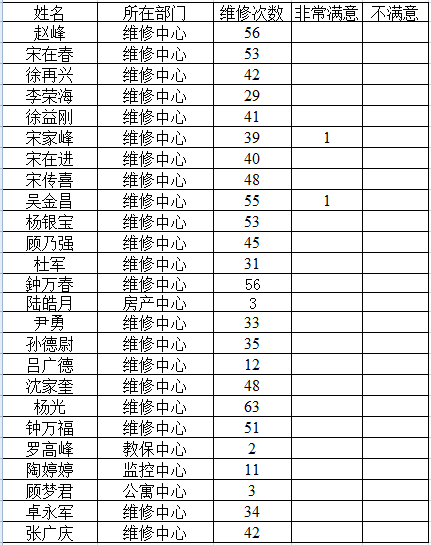 姓名 所在部门 维修次数 非常满意 不满意
赵峰 维修中心 56
宋在春 维修中心 53
徐再兴 维修中心 42
李荣海 维修中心 29
徐益刚 维修中心 41
宋家峰 维修中心 39 1
宋在进 维修中心 40
宋传喜 维修中心 48
吴金昌 维修中心 55 1
杨银宝 维修中心 53
顾乃强 维修中心 45
杜军 维修中心 31
鈡万春 维修中心 56
陆皓月 房产中心 3
尹勇 维修中心 33
孙德尉 维修中心 35
吕广德 维修中心 12
沈家奎 维修中心 48
杨光 维修中心 63
钟万福 维修中心 51
罗高峰 教保中心 2
陶婷婷 监控中心 11
顾梦君 公寓中心 3
卓永军 维修中心 34
张广庆 维修中心 42